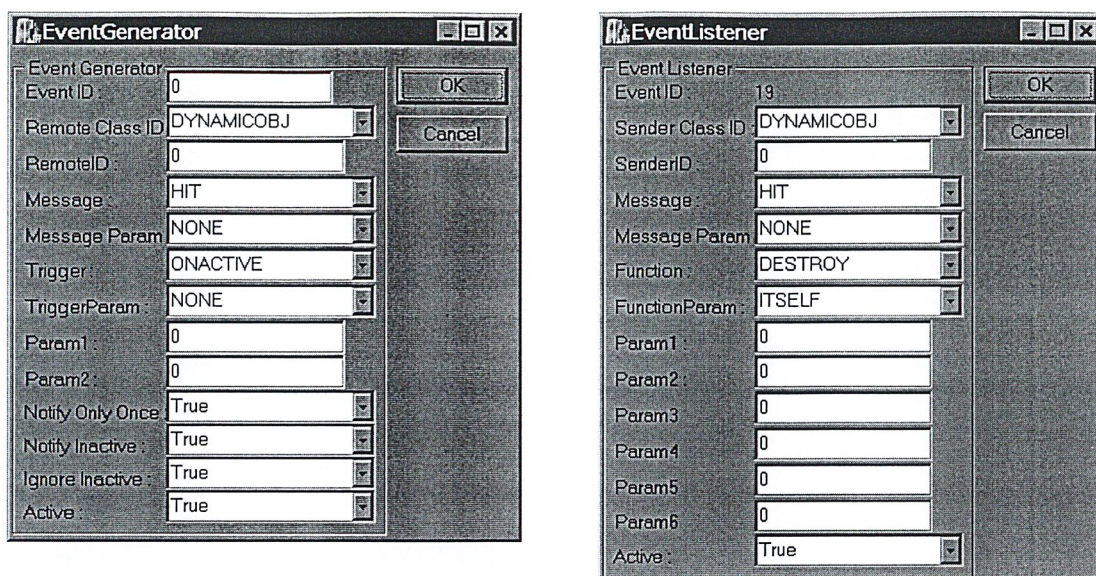 EventGenerator
Event Generator
Event ID : 0
Remote Class ID DYNAMICOBJ
RemoteID : 0
Message : HIT
Message Param NONE
Trigger : ONACTIVE
TriggerParam : NONE
Param1 : 0
Param2 : 0
Notify Only Once : True
Notify Inactive : True
Ignore Inactive : True
Active : True
OK
Cancel
EventListener
Event Listener
Event ID : 19
Sender Class ID : DYNAMICOBJ
SenderID : 0
Message : HIT
Message Param NONE
Function : DESTROY
FunctionParam : ITSELF
Param1 : 0
Param2 : 0
Param3 0
Param4 0
Param5 0
Param6 0
Active : True
OK
Cancel